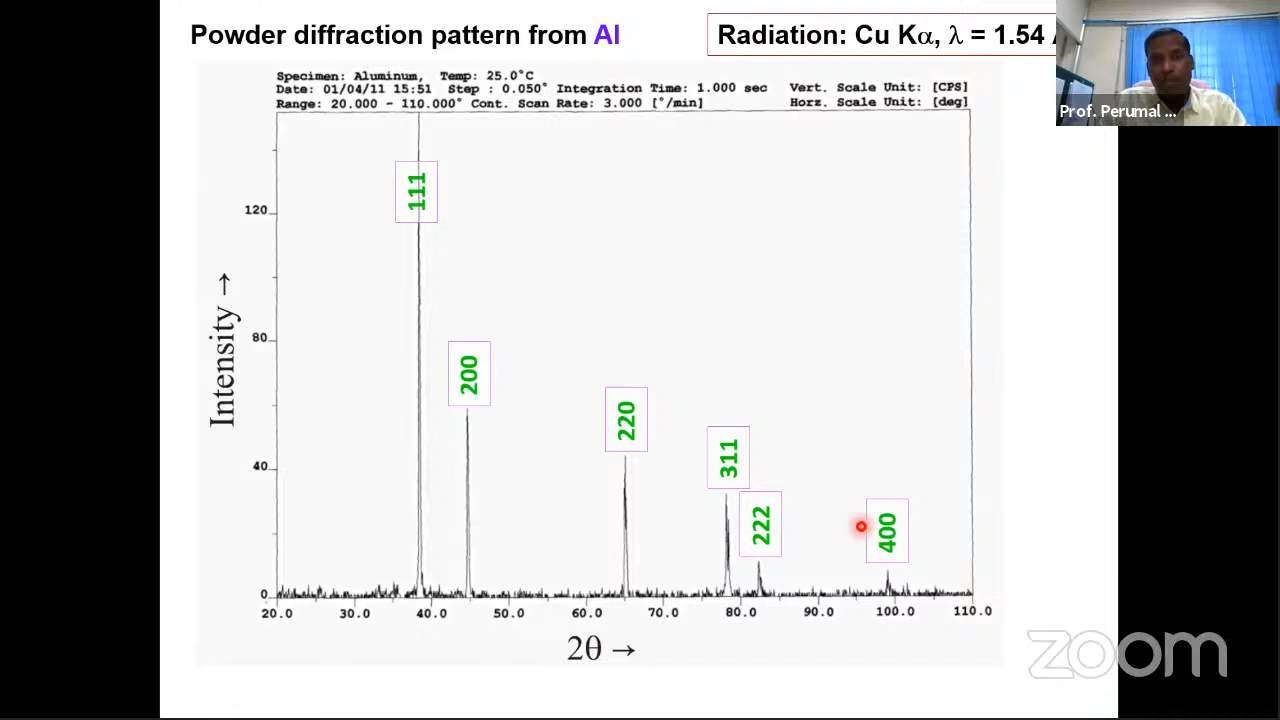 Powder diffraction pattern from Al
Radiation: Cu Kα, λ = 1.54
Prof. Perumal ...
Specimen: Aluminum, Temp: 25.0°C
Date: 01/04/11 15:51 Step : 0.050° Integration Time: 1.000 sec Vert. Scale Unit: [CPS]
Range: 20.000 - 110.000° Cont. Scan Rate: 3.000 [°/min] Horz. Scale Unit: [deg]
111
120
200
80
Intensity →
220
311
40
222
400
0
20.0 30.0 40.0 50.0 60.0 70.0 80.0 90.0 100.0 110.0
2θ →
zoom